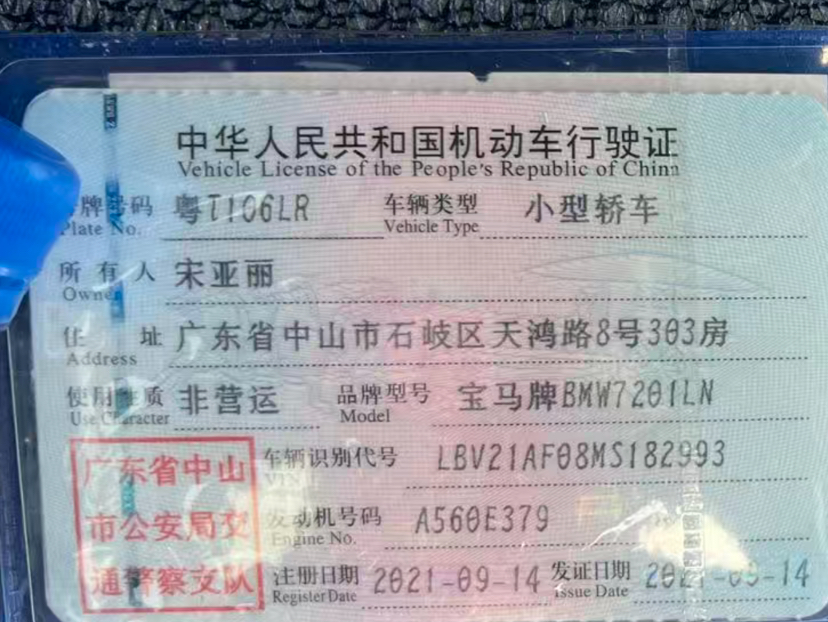 中华人民共和国机动车行驶证
Vehicle License of the People's Republic of China
号牌号码 粤T106LR 车辆类型 小型轿车
Plate No. Vehicle Type
所有人 宋亚丽
Owner
住址 广东省中山市石岐区天鸿路8号303房
Address
使用性质 非营运 品牌型号 宝马牌BMW7201LN
Use Character Model
车辆识别代号 LBV21AF08MS182993
VIN
发动机号码 A560E379
Engine No.
注册日期 2021-09-14 发证日期 2021-09-14
Register Date Issue Date
广东省中山
市公安局交
通警察支队